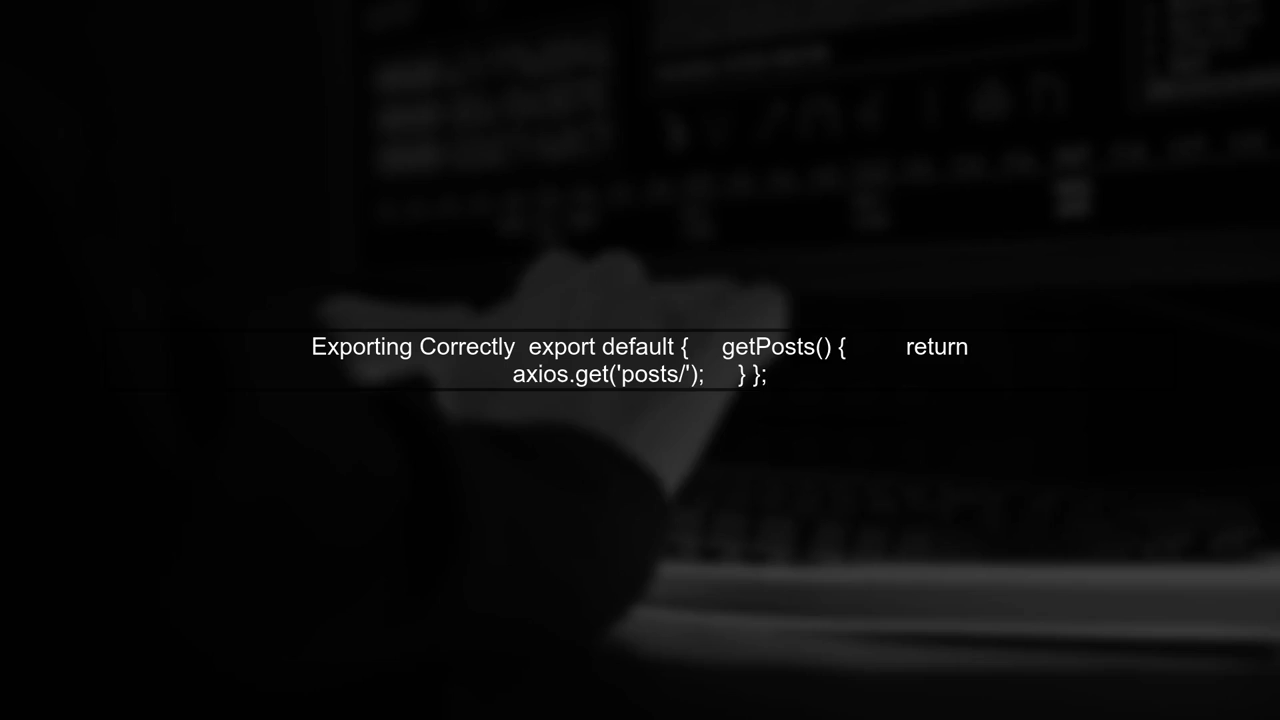 Exporting Correctly  export default {     getPosts() {         return
axios.get('posts/');     } };